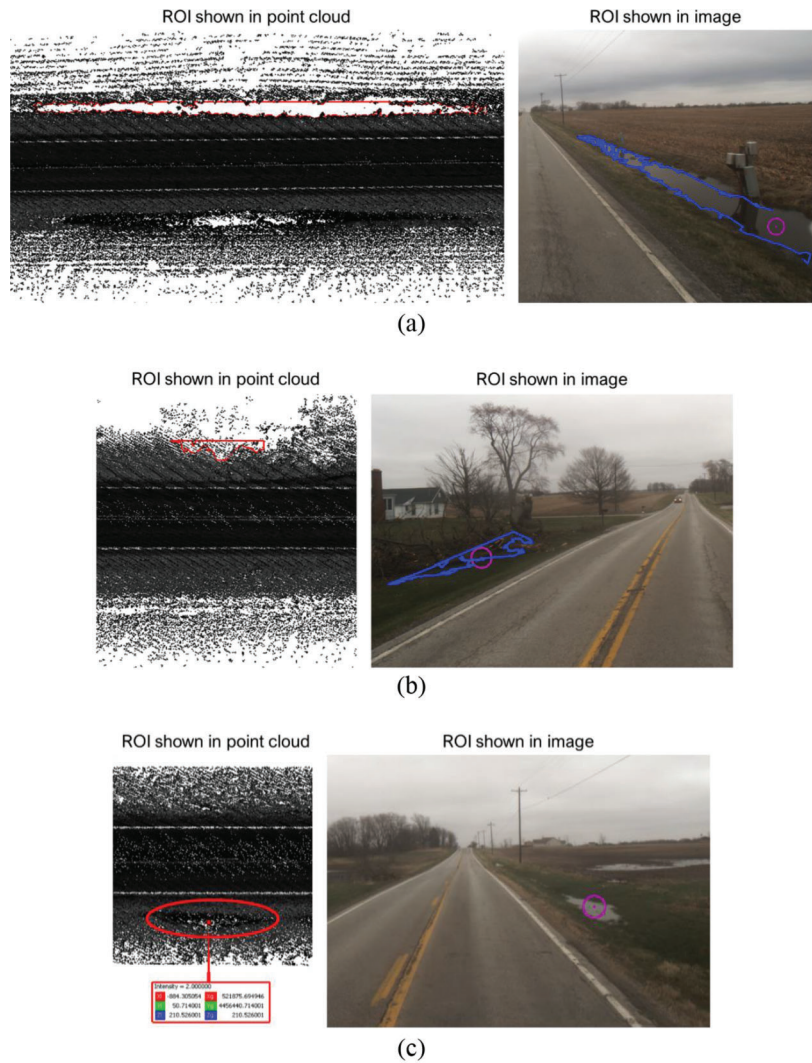 ROI shown in point cloud
ROI shown in image
(a)
ROI shown in point cloud
ROI shown in image
(b)
ROI shown in point cloud
ROI shown in image
Intensity = 2.000000
-884.305054 521875.694946
50.714001 4456440.714001
210.526001 210.526001
(c)